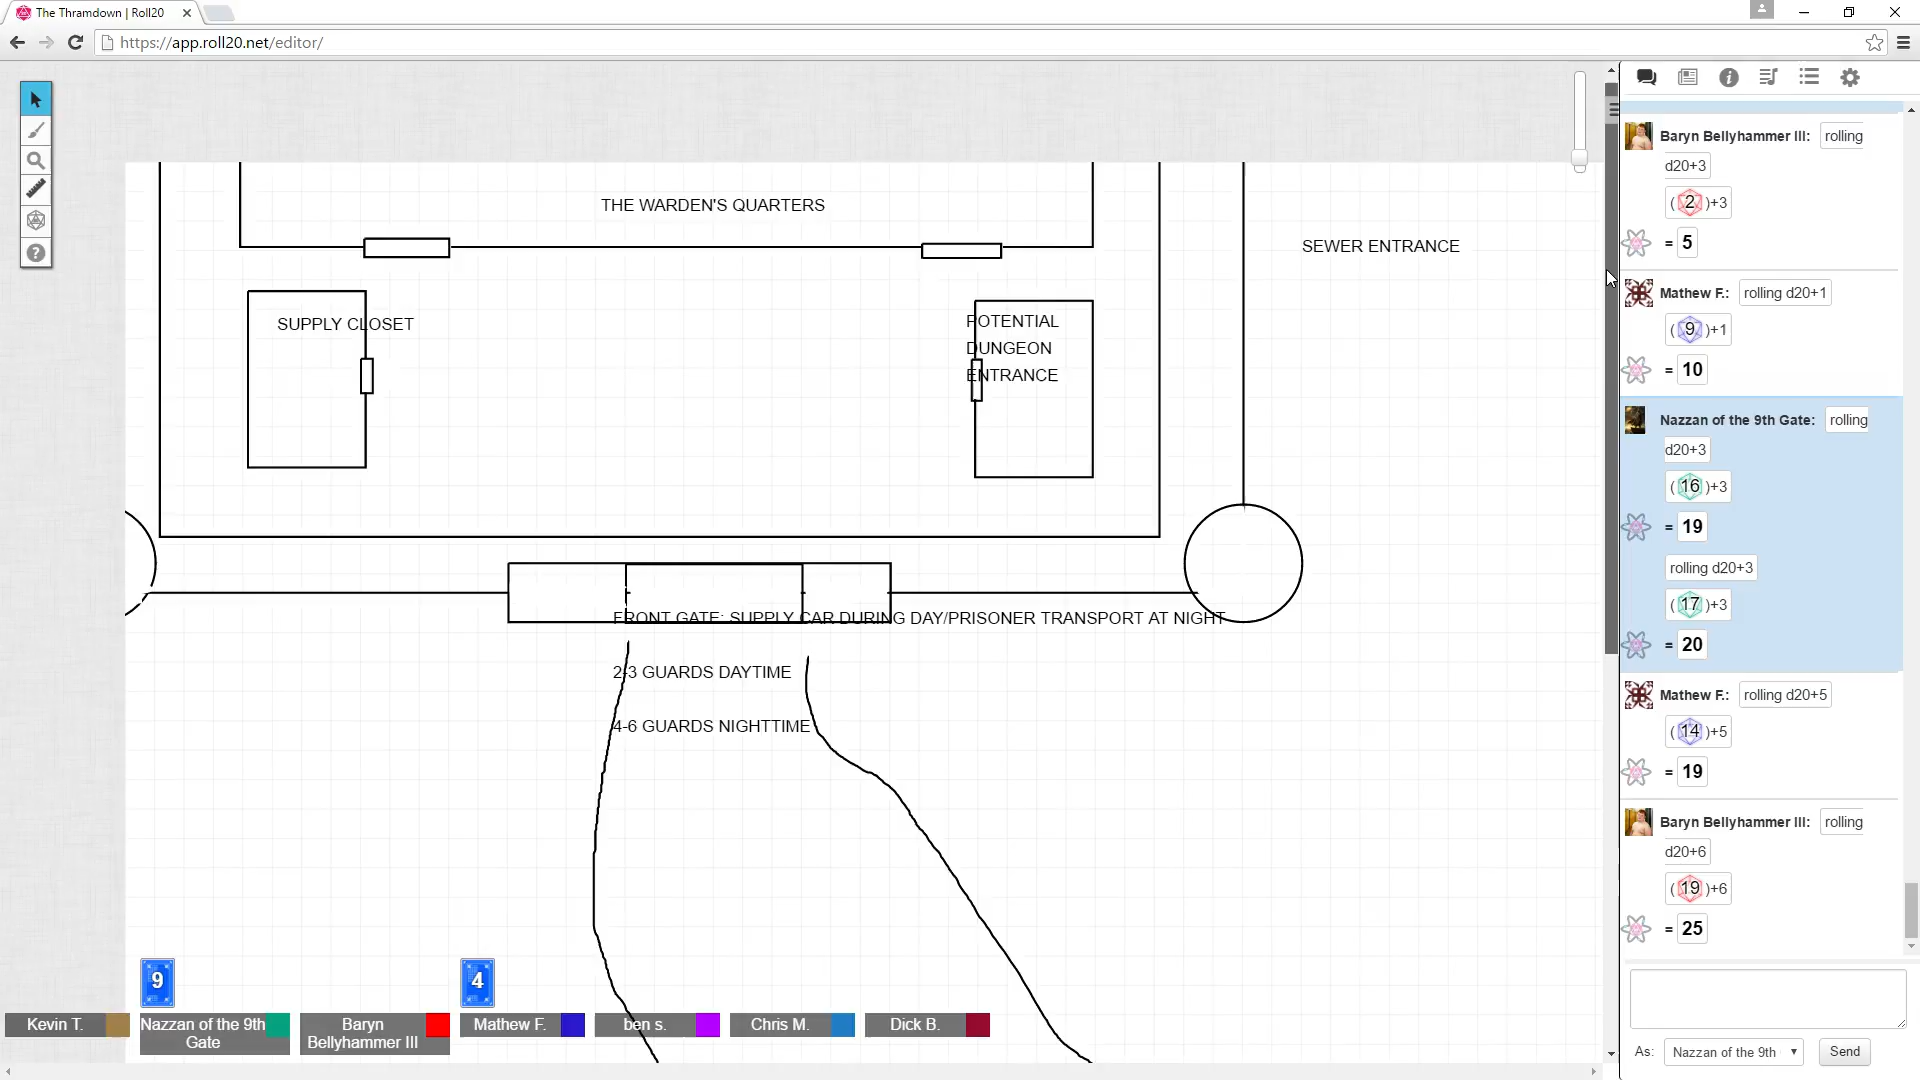 The Thramdown | Roll20
https://app.roll20.net/editor/
THE WARDEN'S QUARTERS
SEWER ENTRANCE
SUPPLY CLOSET
POTENTIAL
DUNGEON
ENTRANCE
FRONT GATE: SUPPLY CAR DURING DAY/PRISONER TRANSPORT AT NIGHT
2-3 GUARDS DAYTIME
4-6 GUARDS NIGHTTIME
9
4
Kevin T.
Nazzan of the 9th
Gate
Baryn
Bellyhammer III
Mathew F.
ben s.
Chris M.
Dick B.
Baryn Bellyhammer III: rolling
d20+3
(2)+3
= 5
Mathew F.: rolling d20+1
(9)+1
= 10
Nazzan of the 9th Gate: rolling
d20+3
(16)+3
= 19
rolling d20+3
(17)+3
= 20
Mathew F.: rolling d20+5
(14)+5
= 19
Baryn Bellyhammer III: rolling
d20+6
(19)+6
= 25
As: Nazzan of the 9th
Send